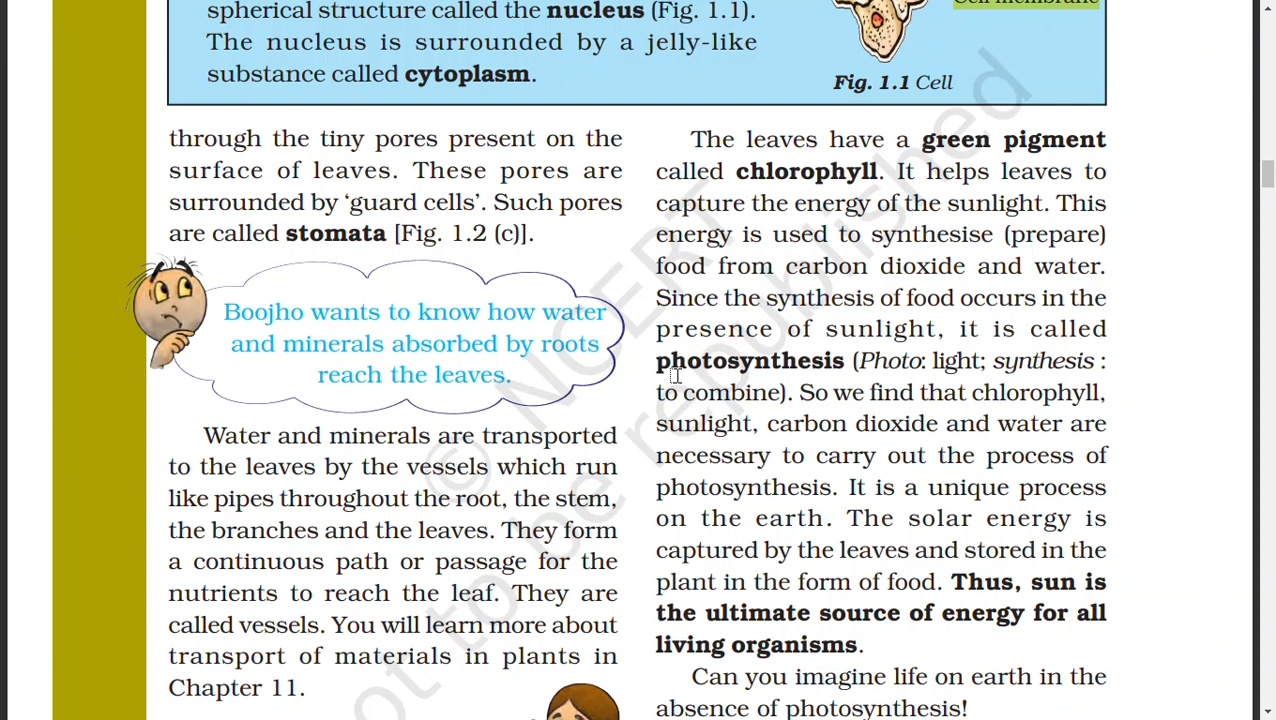 spherical structure called the nucleus (Fig. 1.1).
The nucleus is surrounded by a jelly-like
substance called cytoplasm.
Cell membrane
Fig. 1.1 Cell
through the tiny pores present on the
surface of leaves. These pores are
surrounded by ‘guard cells’. Such pores
are called stomata [Fig. 1.2 (c)].
Boojho wants to know how water
and minerals absorbed by roots
reach the leaves.
Water and minerals are transported
to the leaves by the vessels which run
like pipes throughout the root, the stem,
the branches and the leaves. They form
a continuous path or passage for the
nutrients to reach the leaf. They are
called vessels. You will learn more about
transport of materials in plants in
Chapter 11.
The leaves have a green pigment
called chlorophyll. It helps leaves to
capture the energy of the sunlight. This
energy is used to synthesise (prepare)
food from carbon dioxide and water.
Since the synthesis of food occurs in the
presence of sunlight, it is called
photosynthesis (Photo: light; synthesis :
to combine). So we find that chlorophyll,
sunlight, carbon dioxide and water are
necessary to carry out the process of
photosynthesis. It is a unique process
on the earth. The solar energy is
captured by the leaves and stored in the
plant in the form of food. Thus, sun is
the ultimate source of energy for all
living organisms.
Can you imagine life on earth in the
absence of photosynthesis!
© NCERT
not to be republished